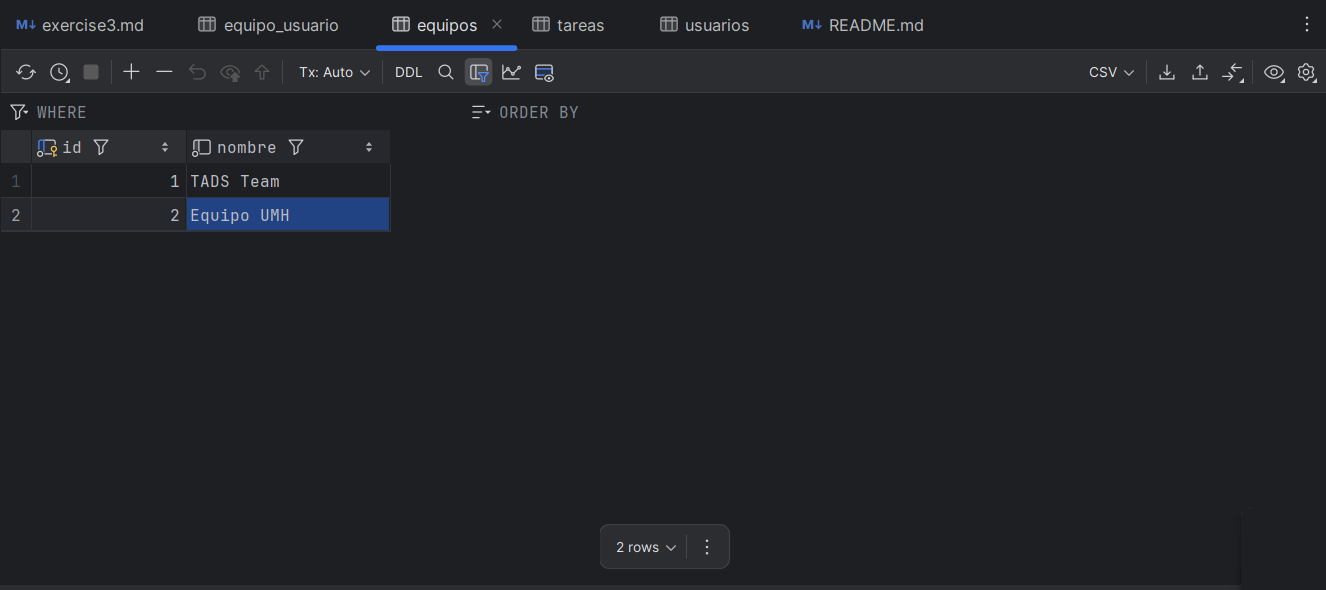 M↓ exercise3.md equipo_usuario equipos tareas usuarios M↓ README.md
Tx: Auto DDL CSV
WHERE ORDER BY
id nombre
1 1 TADS Team
2 2 Equipo UMH
2 rows